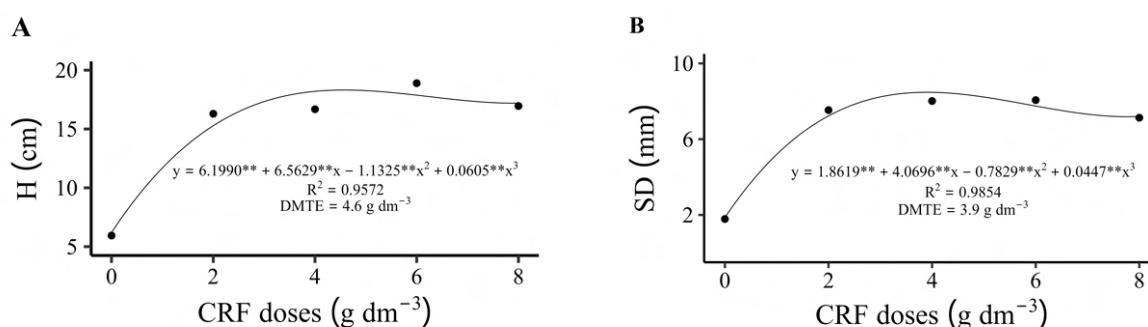 A
H (cm)
20
15
10
5
y = 6.1990** + 6.5629**x − 1.1325**x² + 0.0605**x³
R² = 0.9572
DMTE = 4.6 g dm⁻³
0 2 4 6 8
CRF doses (g dm⁻³)
B
SD (mm)
10
6
2
y = 1.8619** + 4.0696**x − 0.7829**x² + 0.0447**x³
R² = 0.9854
DMTE = 3.9 g dm⁻³
0 2 4 6 8
CRF doses (g dm⁻³)